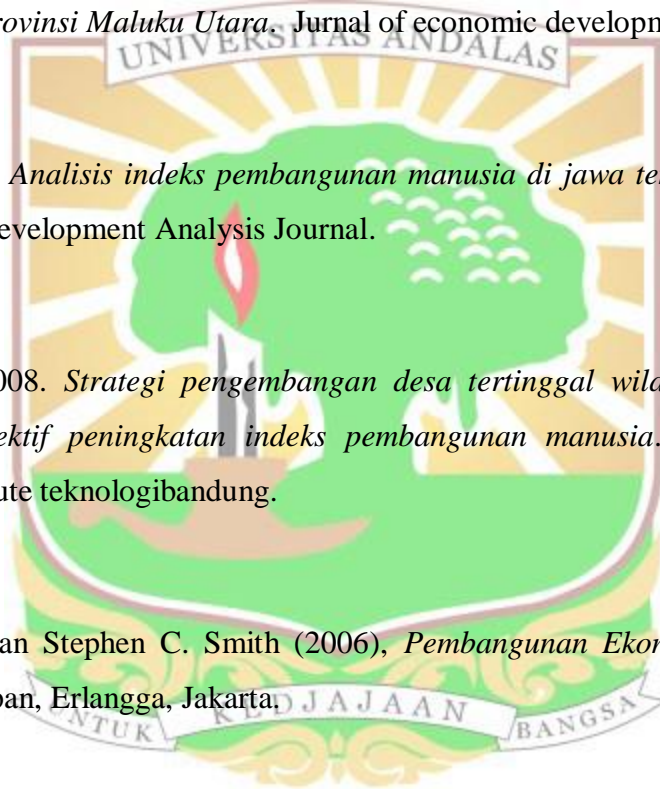 rovinsi Maluku Utara. Jurnal of economic developm
UNIVERSITAS ANDALAS
Analisis indeks pembangunan manusia di jawa te
evelopment Analysis Journal.
008. Strategi pengembangan desa tertinggal wila
ektif peningkatan indeks pembangunan manusia.
ute teknologibandung.
an Stephen C. Smith (2006), Pembangunan Ekon
pan, Erlangga, Jakarta.
UNTUK KEDJAJAAN BANGSA